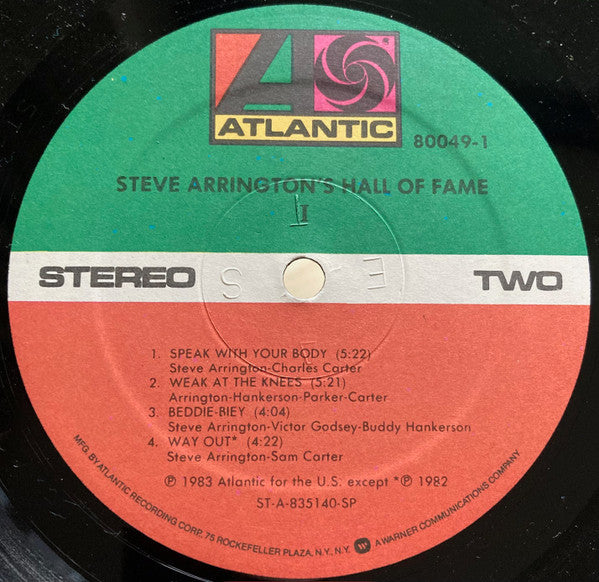 ATLANTIC
80049-1
STEVE ARRINGTON'S HALL OF FAME
I
STEREO
TWO
1. SPEAK WITH YOUR BODY (5:22)
Steve Arrington-Charles Carter
2. WEAK AT THE KNEES (5:21)
Arrington-Hankerson-Parker-Carter
3. BEDDIE-BIEY (4:04)
Steve Arrington-Victor Godsey-Buddy Hankerson
4. WAY OUT* (4:22)
Steve Arrington-Sam Carter
℗ 1983 Atlantic for the U.S. except *℗ 1982
ST-A-835140-SP
MFG. BY ATLANTIC RECORDING CORP., 75 ROCKEFELLER PLAZA, N.Y., N.Y. A WARNER COMMUNICATIONS COMPANY